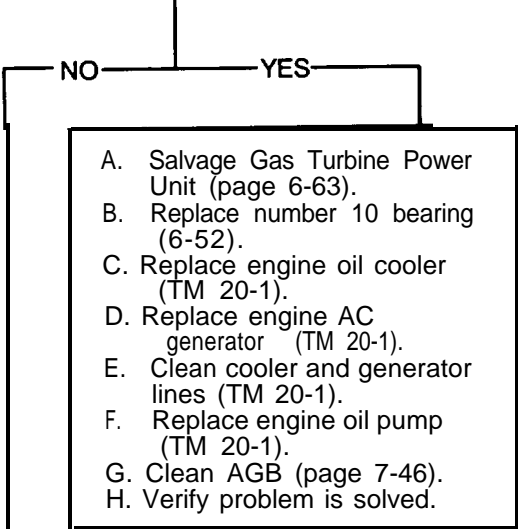 NO YES
A. Salvage Gas Turbine Power
Unit (page 6-63).
B. Replace number 10 bearing
(6-52).
C. Replace engine oil cooler
(TM 20-1).
D. Replace engine AC
generator (TM 20-1).
E. Clean cooler and generator
lines (TM 20-1).
F. Replace engine oil pump
(TM 20-1).
G. Clean AGB (page 7-46).
H. Verify problem is solved.